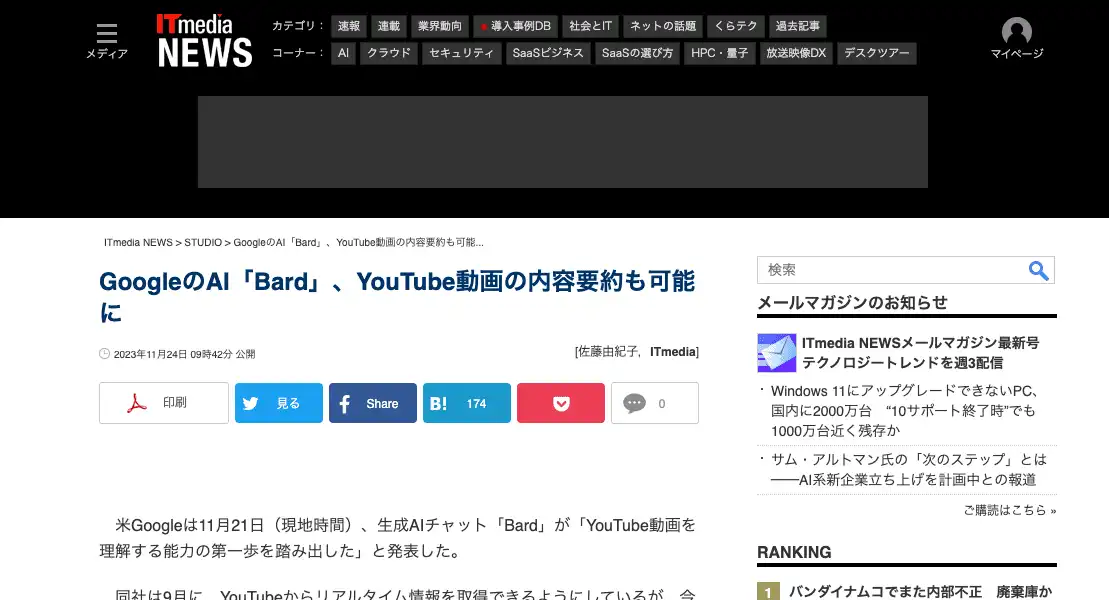 メディア
ITmedia
NEWS
カテゴリ： 速報 連載 業界動向 導入事例DB 社会とIT ネットの話題 くらテク 過去記事
コーナー： AI クラウド セキュリティ SaaSビジネス SaaSの選び方 HPC・量子 放送映像DX デスクツアー
マイページ
ITmedia NEWS > STUDIO > GoogleのAI「Bard」、YouTube動画の内容要約も可能...
GoogleのAI「Bard」、YouTube動画の内容要約も可能
に
2023年11月24日 09時42分 公開
[佐藤由紀子, ITmedia]
印刷 見る Share B! 174 0
米Googleは11月21日（現地時間）、生成AIチャット「Bard」が「YouTube動画を
理解する能力の第一歩を踏み出した」と発表した。
同社は9月に、YouTubeからリアルタイム情報を取得できるようにしているが、今
検索
メールマガジンのお知らせ
ITmedia NEWSメールマガジン最新号
テクノロジートレンドを週3配信
・Windows 11にアップグレードできないPC、
国内に2000万台 “10サポート終了時”でも
1000万台近く残存か
・サム・アルトマン氏の「次のステップ」とは
――AI系新企業立ち上げを計画中との報道
ご購読はこちら »
RANKING
1 バンダイナムコでまた内部不正 廃棄庫か